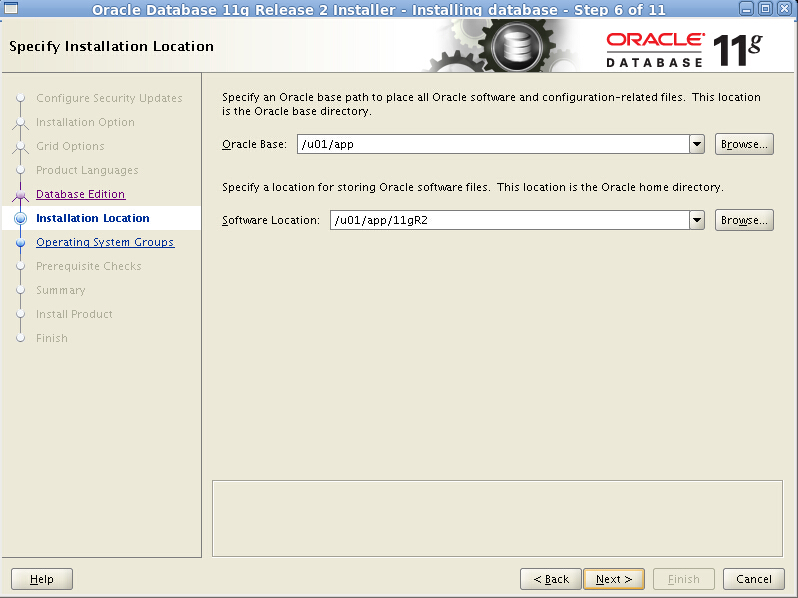 Oracle Database 11g Release 2 Installer - Installing database - Step 6 of 11
Specify Installation Location
ORACLE DATABASE 11g
Configure Security Updates
Installation Option
Grid Options
Product Languages
Database Edition
Installation Location
Operating System Groups
Prerequisite Checks
Summary
Install Product
Finish
Specify an Oracle base path to place all Oracle software and configuration-related files. This location
is the Oracle base directory.
Oracle Base: /u01/app Browse...
Specify a location for storing Oracle software files. This location is the Oracle home directory.
Software Location: /u01/app/11gR2 Browse...
Help < Back Next > Finish Cancel